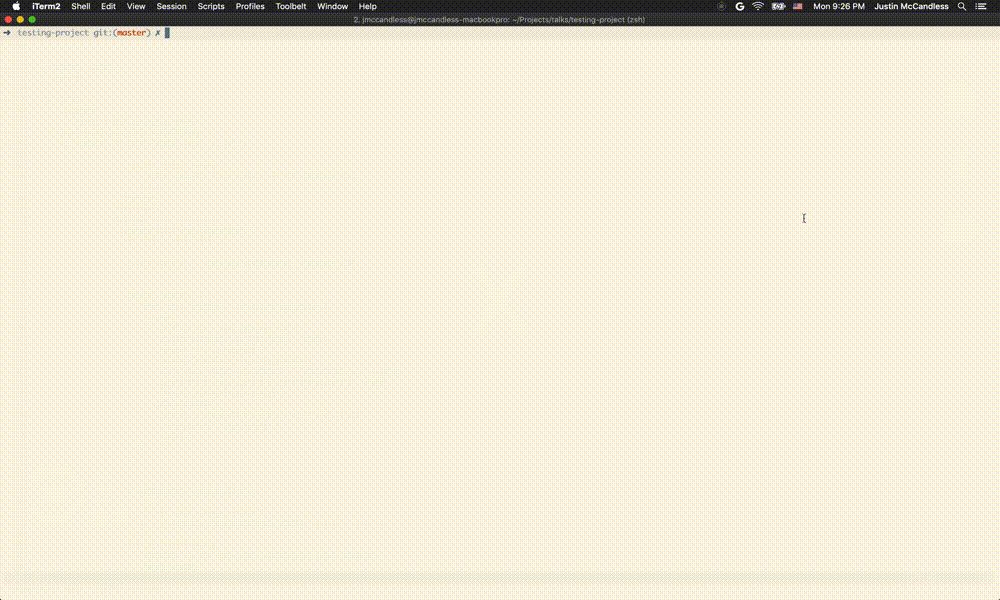 iTerm2 Shell Edit View Session Scripts Profiles Toolbelt Window Help Mon 9:26 PM Justin McCandless
2. jmccandless@jmccandless-macbookpro: ~/Projects/talks/testing-project (zsh)
➜ testing-project git:(master) ✗